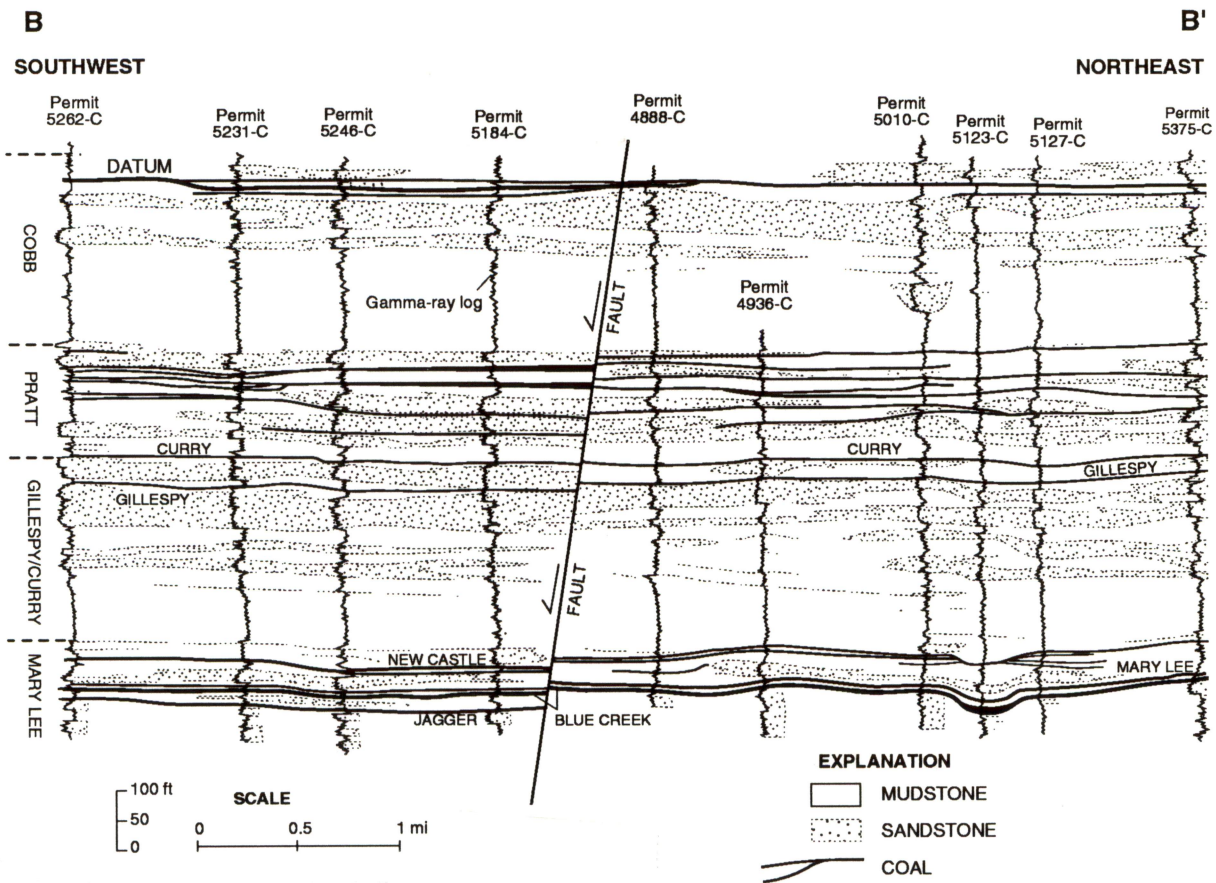 B
B'
SOUTHWEST
NORTHEAST
Permit
5262-C
Permit
5231-C
Permit
5246-C
Permit
5184-C
Permit
4888-C
Permit
5010-C
Permit
5123-C
Permit
5127-C
Permit
5375-C
DATUM
COBB
Gamma-ray log
FAULT
Permit
4936-C
PRATT
CURRY
CURRY
GILLESPY
GILLESPY
GILLESPY/CURRY
FAULT
NEW CASTLE
MARY LEE
MARY LEE
JAGGER
BLUE CREEK
100 ft
50
0
SCALE
0
0.5
1 mi
EXPLANATION
MUDSTONE
SANDSTONE
COAL